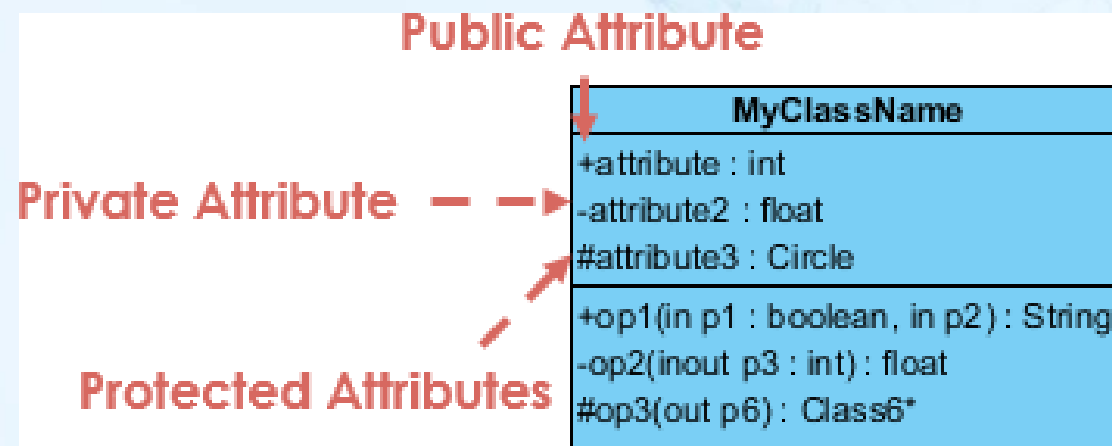 Public Attribute
MyClassName
+attribute : int
Private Attribute
-attribute2 : float
#attribute3 : Circle
+op1(in p1 : boolean, in p2) : String
-op2(inout p3 : int) : float
Protected Attributes
#op3(out p6) : Class6*